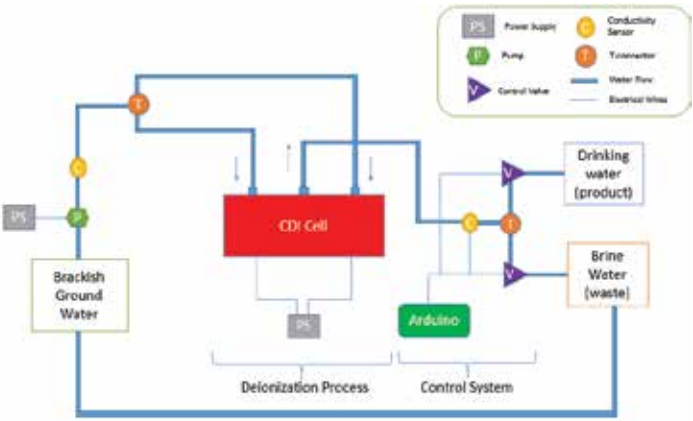 PS
Power Supply
C
Conductivity
Sensor
P
Pump
T
T-connector
V
Control Valve
Water Flow
Electrical Wires
T
C
PS
P
Brackish
Ground
Water
CDI Cell
PS
V
Drinking
water
(product)
C
T
V
Brine
Water
(waste)
Arduino
Deionization Process
Control System